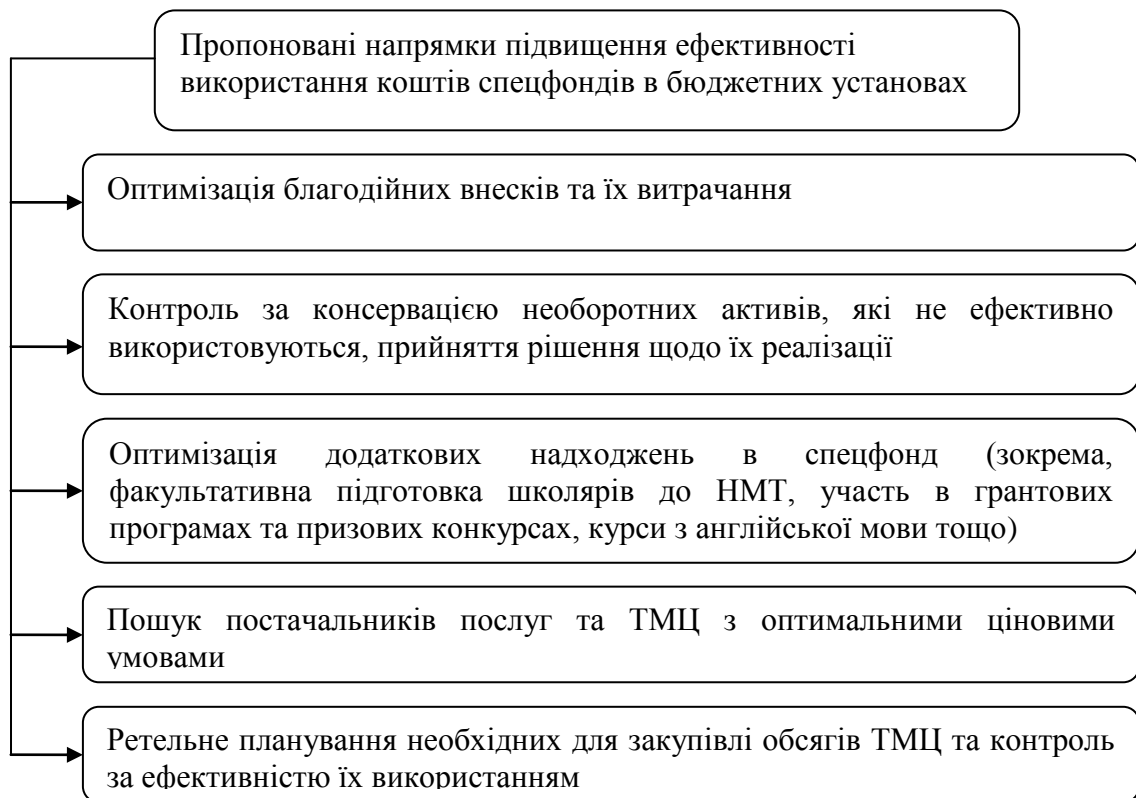 Пропоновані напрямки підвищення ефективності
використання коштів спецфондів в бюджетних установах
Оптимізація благодійних внесків та їх витрачання
Контроль за консервацією необоротних активів, які не ефективно
використовуються, прийняття рішення щодо їх реалізації
Оптимізація додаткових надходжень в спецфонд (зокрема,
факультативна підготовка школярів до НМТ, участь в грантових
програмах та призових конкурсах, курси з англійської мови тощо)
Пошук постачальників послуг та ТМЦ з оптимальними ціновими
умовами
Ретельне планування необхідних для закупівлі обсягів ТМЦ та контроль
за ефективністю їх використанням